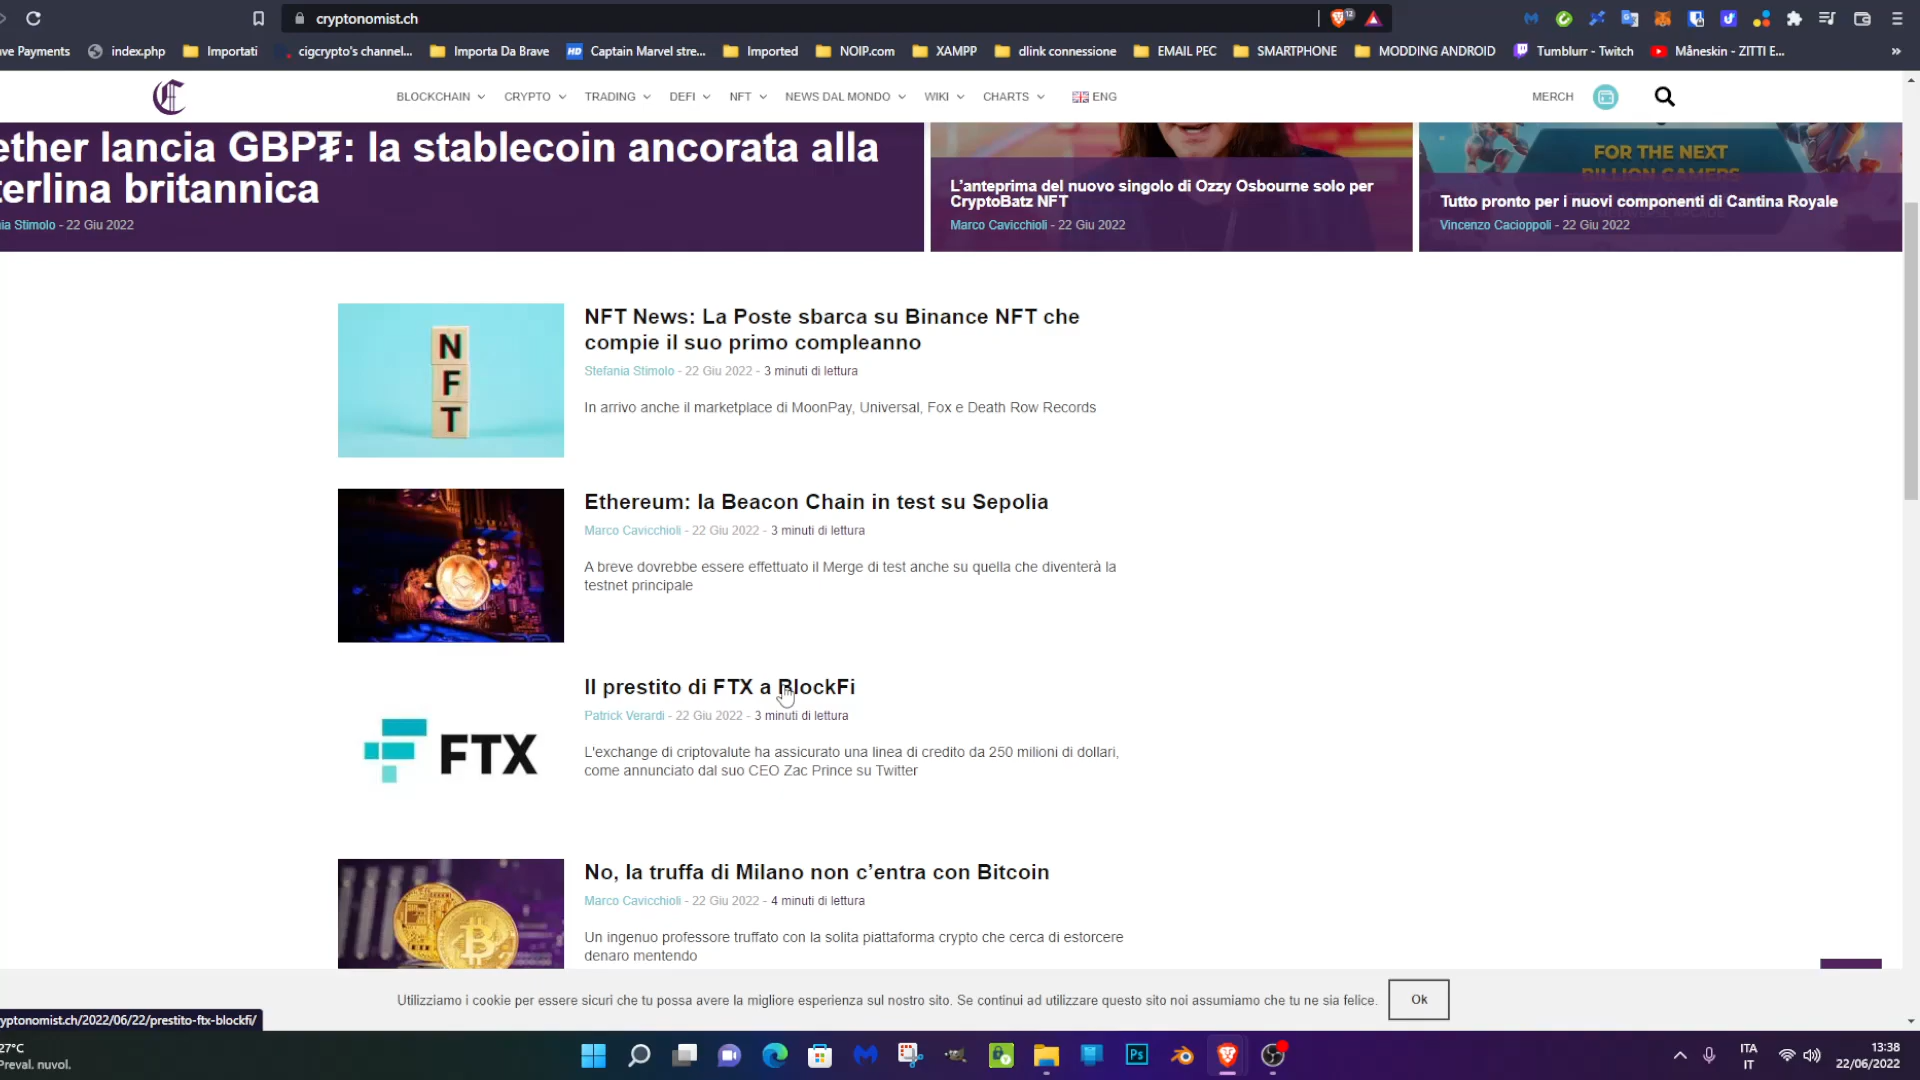 cryptonomist.ch
12
ve Payments
index.php
Importati
cigcrypto's channel...
Importa Da Brave
HD
Captain Marvel stre...
Imported
NOIP.com
XAMPP
dlink connessione
EMAIL PEC
SMARTPHONE
MODDING ANDROID
Tumblurr - Twitch
Måneskin - ZITTI E...
BLOCKCHAIN
CRYPTO
TRADING
DEFI
NFT
NEWS DAL MONDO
WIKI
CHARTS
ENG
MERCH
ether lancia GBP₮: la stablecoin ancorata alla
terlina britannica
ia Stimolo - 22 Giu 2022
L'anteprima del nuovo singolo di Ozzy Osbourne solo per
CryptoBatz NFT
Marco Cavicchioli - 22 Giu 2022
FOR THE NEXT
BILLION GAMERS
Tutto pronto per i nuovi componenti di Cantina Royale
Vincenzo Cacioppoli - 22 Giu 2022
N
F
T
NFT News: La Poste sbarca su Binance NFT che
compie il suo primo compleanno
Stefania Stimolo - 22 Giu 2022 - 3 minuti di lettura
In arrivo anche il marketplace di MoonPay, Universal, Fox e Death Row Records
Ethereum: la Beacon Chain in test su Sepolia
Marco Cavicchioli - 22 Giu 2022 - 3 minuti di lettura
A breve dovrebbe essere effettuato il Merge di test anche su quella che diventerà la
testnet principale
FTX
Il prestito di FTX a BlockFi
Patrick Verardi - 22 Giu 2022 - 3 minuti di lettura
L'exchange di criptovalute ha assicurato una linea di credito da 250 milioni di dollari,
come annunciato dal suo CEO Zac Prince su Twitter
No, la truffa di Milano non c'entra con Bitcoin
Marco Cavicchioli - 22 Giu 2022 - 4 minuti di lettura
Un ingenuo professore truffato con la solita piattaforma crypto che cerca di estorcere
denaro mentendo
Utilizziamo i cookie per essere sicuri che tu possa avere la migliore esperienza sul nostro sito. Se continui ad utilizzare questo sito noi assumiamo che tu ne sia felice.
Ok
yptonomist.ch/2022/06/22/prestito-ftx-blockfi/
27°C
Preval. nuvol.
Ps
ITA
IT
13:38
22/06/2022